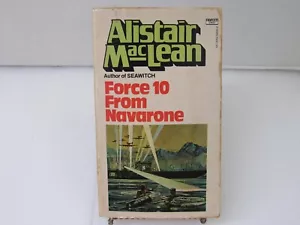 Alistair
MacLean
Author of SEAWITCH
Force 10
From
Navarone